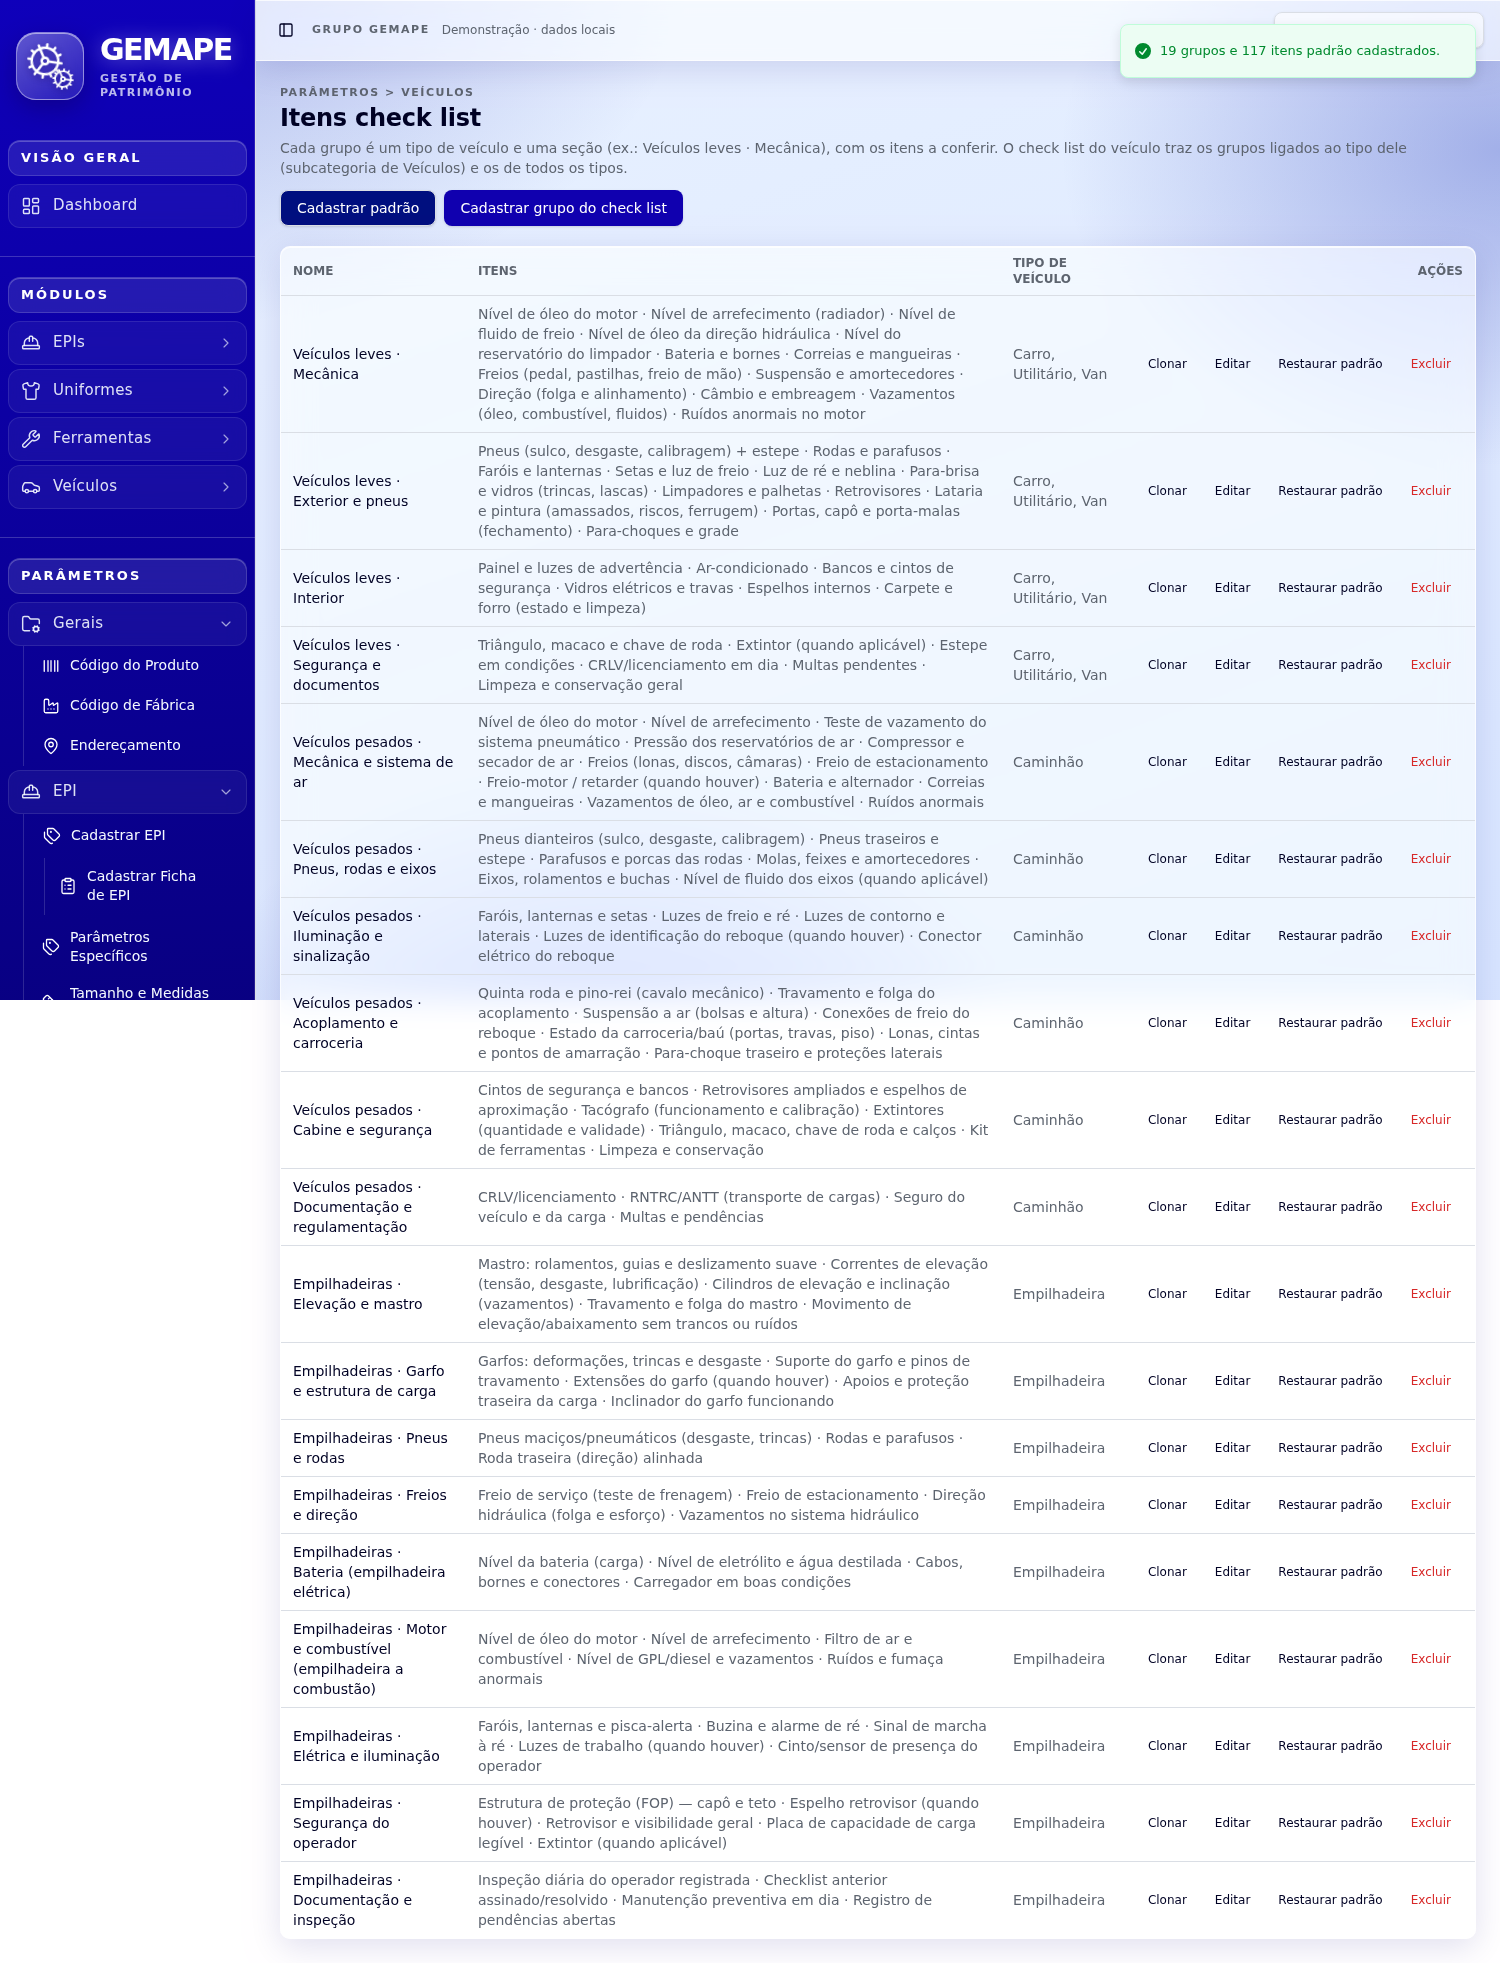 GEMAPE
GESTÃO DE
PATRIMÔNIO
VISÃO GERAL
Dashboard
MÓDULOS
EPIs
Uniformes
Ferramentas
Veículos
PARÂMETROS
Gerais
Código do Produto
Código de Fábrica
Endereçamento
EPI
Cadastrar EPI
Cadastrar Ficha
de EPI
Parâmetros
Específicos
Tamanho e Medidas
GRUPO GEMAPE Demonstração · dados locais
19 grupos e 117 itens padrão cadastrados.
PARÂMETROS > VEÍCULOS
Itens check list
Cada grupo é um tipo de veículo e uma seção (ex.: Veículos leves · Mecânica), com os itens a conferir. O check list do veículo traz os grupos ligados ao tipo dele
(subcategoria de Veículos) e os de todos os tipos.
Cadastrar padrão Cadastrar grupo do check list
NOME ITENS TIPO DE
VEÍCULO AÇÕES
Veículos leves ·
Mecânica
Nível de óleo do motor · Nível de arrefecimento (radiador) · Nível de
fluido de freio · Nível de óleo da direção hidráulica · Nível do
reservatório do limpador · Bateria e bornes · Correias e mangueiras ·
Freios (pedal, pastilhas, freio de mão) · Suspensão e amortecedores ·
Direção (folga e alinhamento) · Câmbio e embreagem · Vazamentos
(óleo, combustível, fluidos) · Ruídos anormais no motor
Carro,
Utilitário, Van
Clonar Editar Restaurar padrão Excluir
Veículos leves ·
Exterior e pneus
Pneus (sulco, desgaste, calibragem) + estepe · Rodas e parafusos ·
Faróis e lanternas · Setas e luz de freio · Luz de ré e neblina · Para-brisa
e vidros (trincas, lascas) · Limpadores e palhetas · Retrovisores · Lataria
e pintura (amassados, riscos, ferrugem) · Portas, capô e porta-malas
(fechamento) · Para-choques e grade
Carro,
Utilitário, Van
Clonar Editar Restaurar padrão Excluir
Veículos leves ·
Interior
Painel e luzes de advertência · Ar-condicionado · Bancos e cintos de
segurança · Vidros elétricos e travas · Espelhos internos · Carpete e
forro (estado e limpeza)
Carro,
Utilitário, Van
Clonar Editar Restaurar padrão Excluir
Veículos leves ·
Segurança e
documentos
Triângulo, macaco e chave de roda · Extintor (quando aplicável) · Estepe
em condições · CRLV/licenciamento em dia · Multas pendentes ·
Limpeza e conservação geral
Carro,
Utilitário, Van
Clonar Editar Restaurar padrão Excluir
Veículos pesados ·
Mecânica e sistema de
ar
Nível de óleo do motor · Nível de arrefecimento · Teste de vazamento do
sistema pneumático · Pressão dos reservatórios de ar · Compressor e
secador de ar · Freios (lonas, discos, câmaras) · Freio de estacionamento
· Freio-motor / retarder (quando houver) · Bateria e alternador · Correias
e mangueiras · Vazamentos de óleo, ar e combustível · Ruídos anormais
Caminhão
Clonar Editar Restaurar padrão Excluir
Veículos pesados ·
Pneus, rodas e eixos
Pneus dianteiros (sulco, desgaste, calibragem) · Pneus traseiros e
estepe · Parafusos e porcas das rodas · Molas, feixes e amortecedores ·
Eixos, rolamentos e buchas · Nível de fluido dos eixos (quando aplicável)
Caminhão
Clonar Editar Restaurar padrão Excluir
Veículos pesados ·
Iluminação e
sinalização
Faróis, lanternas e setas · Luzes de freio e ré · Luzes de contorno e
laterais · Luzes de identificação do reboque (quando houver) · Conector
elétrico do reboque
Caminhão
Clonar Editar Restaurar padrão Excluir
Veículos pesados ·
Acoplamento e
carroceria
Quinta roda e pino-rei (cavalo mecânico) · Travamento e folga do
acoplamento · Suspensão a ar (bolsas e altura) · Conexões de freio do
reboque · Estado da carroceria/baú (portas, travas, piso) · Lonas, cintas
e pontos de amarração · Para-choque traseiro e proteções laterais
Caminhão
Clonar Editar Restaurar padrão Excluir
Veículos pesados ·
Cabine e segurança
Cintos de segurança e bancos · Retrovisores ampliados e espelhos de
aproximação · Tacógrafo (funcionamento e calibração) · Extintores
(quantidade e validade) · Triângulo, macaco, chave de roda e calços · Kit
de ferramentas · Limpeza e conservação
Caminhão
Clonar Editar Restaurar padrão Excluir
Veículos pesados ·
Documentação e
regulamentação
CRLV/licenciamento · RNTRC/ANTT (transporte de cargas) · Seguro do
veículo e da carga · Multas e pendências
Caminhão
Clonar Editar Restaurar padrão Excluir
Empilhadeiras ·
Elevação e mastro
Mastro: rolamentos, guias e deslizamento suave · Correntes de elevação
(tensão, desgaste, lubrificação) · Cilindros de elevação e inclinação
(vazamentos) · Travamento e folga do mastro · Movimento de
elevação/abaixamento sem trancos ou ruídos
Empilhadeira
Clonar Editar Restaurar padrão Excluir
Empilhadeiras · Garfo
e estrutura de carga
Garfos: deformações, trincas e desgaste · Suporte do garfo e pinos de
travamento · Extensões do garfo (quando houver) · Apoios e proteção
traseira da carga · Inclinador do garfo funcionando
Empilhadeira
Clonar Editar Restaurar padrão Excluir
Empilhadeiras · Pneus
e rodas
Pneus maciços/pneumáticos (desgaste, trincas) · Rodas e parafusos ·
Roda traseira (direção) alinhada
Empilhadeira
Clonar Editar Restaurar padrão Excluir
Empilhadeiras · Freios
e direção
Freio de serviço (teste de frenagem) · Freio de estacionamento · Direção
hidráulica (folga e esforço) · Vazamentos no sistema hidráulico
Empilhadeira
Clonar Editar Restaurar padrão Excluir
Empilhadeiras ·
Bateria (empilhadeira
elétrica)
Nível da bateria (carga) · Nível de eletrólito e água destilada · Cabos,
bornes e conectores · Carregador em boas condições
Empilhadeira
Clonar Editar Restaurar padrão Excluir
Empilhadeiras · Motor
e combustível
(empilhadeira a
combustão)
Nível de óleo do motor · Nível de arrefecimento · Filtro de ar e
combustível · Nível de GPL/diesel e vazamentos · Ruídos e fumaça
anormais
Empilhadeira
Clonar Editar Restaurar padrão Excluir
Empilhadeiras ·
Elétrica e iluminação
Faróis, lanternas e pisca-alerta · Buzina e alarme de ré · Sinal de marcha
à ré · Luzes de trabalho (quando houver) · Cinto/sensor de presença do
operador
Empilhadeira
Clonar Editar Restaurar padrão Excluir
Empilhadeiras ·
Segurança do
operador
Estrutura de proteção (FOP) — capô e teto · Espelho retrovisor (quando
houver) · Retrovisor e visibilidade geral · Placa de capacidade de carga
legível · Extintor (quando aplicável)
Empilhadeira
Clonar Editar Restaurar padrão Excluir
Empilhadeiras ·
Documentação e
inspeção
Inspeção diária do operador registrada · Checklist anterior
assinado/resolvido · Manutenção preventiva em dia · Registro de
pendências abertas
Empilhadeira
Clonar Editar Restaurar padrão Excluir